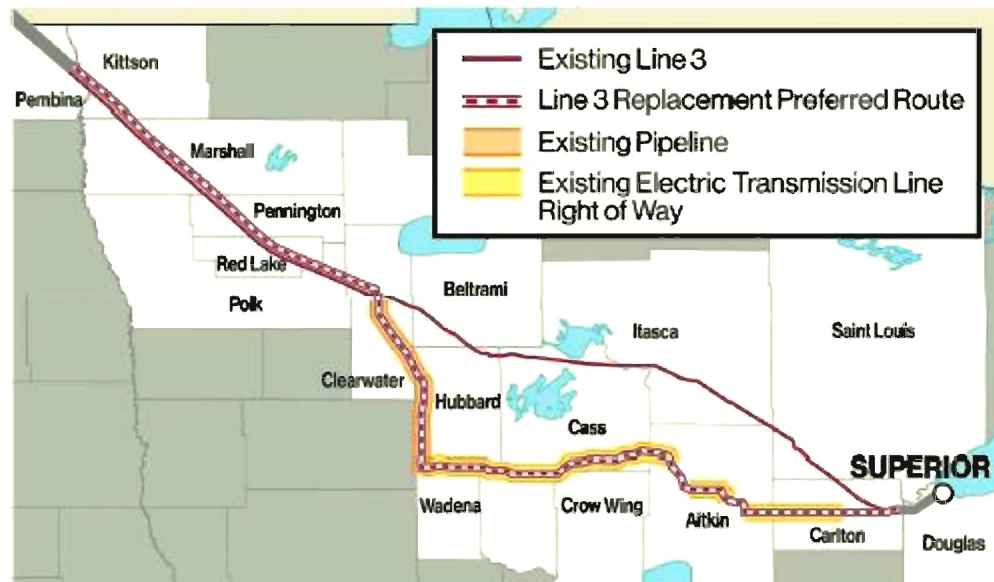 Existing Line 3
Line 3 Replacement Preferred Route
Existing Pipeline
Existing Electric Transmission Line
Right of Way
Kittson
Pembina
Marshall
Pennington
Red Lake
Polk
Beltrami
Itasca
Saint Louis
Clearwater
Hubbard
Cass
SUPERIOR
Wadena
Crow Wing
Aitkin
Carlton
Douglas